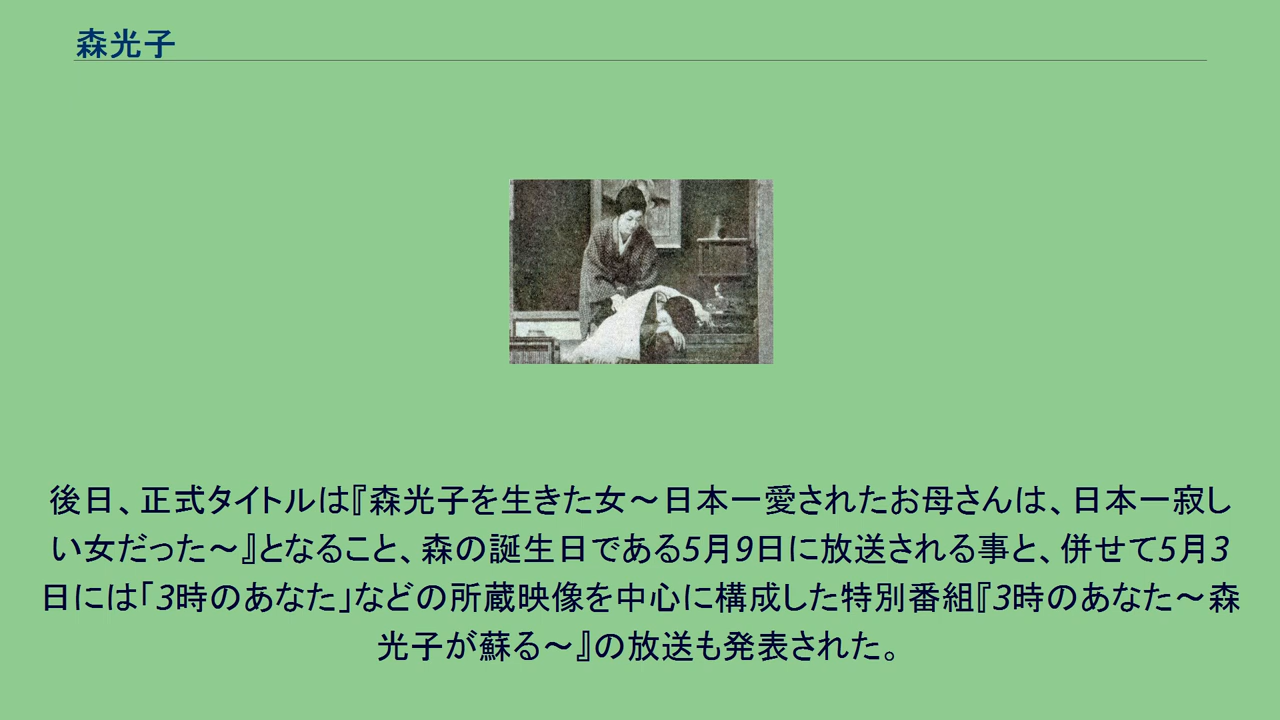 森光子
後日、正式タイトルは『森光子を生きた女～日本一愛されたお母さんは、日本一寂し
い女だった～』となること、森の誕生日である5月9日に放送される事と、併せて5月3
日には「3時のあなた」などの所蔵映像を中心に構成した特別番組『3時のあなた～森
光子が蘇る～』の放送も発表された。